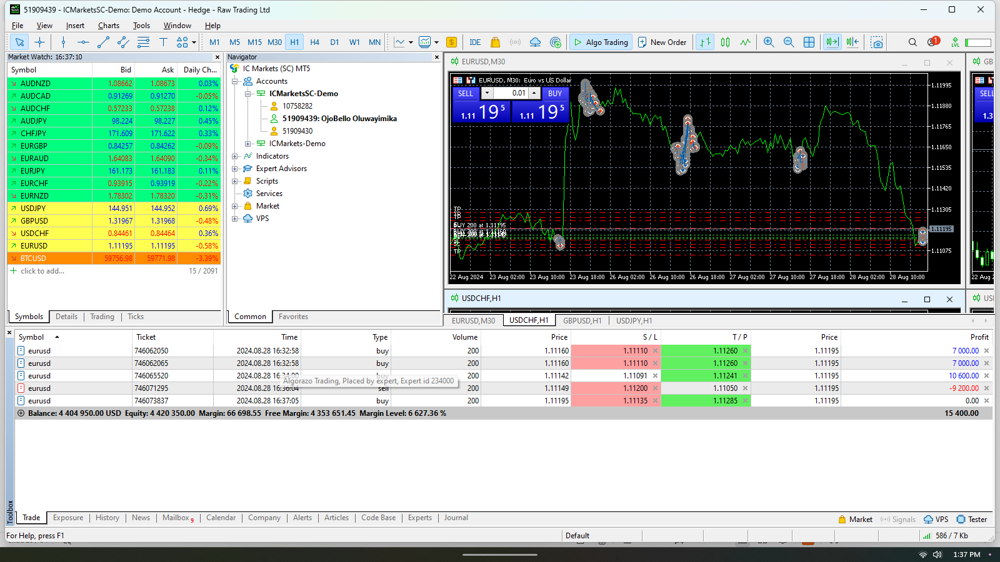 51909439 - ICMarketsSC-Demo: Demo Account - Hedge - Raw Trading Ltd
File View Insert Charts Tools Window Help
M1 M5 M15 M30 H1 H4 D1 W1 MN IDE Algo Trading New Order 1 LVL
Market Watch: 16:37:10
Symbol Bid Ask Daily Ch...
AUDNZD 1.08662 1.08673 0.03%
AUDCAD 0.91269 0.91270 -0.05%
AUDCHF 0.57233 0.57238 0.12%
AUDJPY 98.224 98.227 0.45%
CHFJPY 171.609 171.622 0.33%
EURGBP 0.84257 0.84262 -0.09%
EURAUD 1.64083 1.64090 -0.34%
EURJPY 161.173 161.183 0.11%
EURCHF 0.93915 0.93919 -0.22%
EURNZD 1.78302 1.78320 -0.31%
USDJPY 144.951 144.952 0.69%
GBPUSD 1.31967 1.31968 -0.48%
USDCHF 0.84461 0.84464 0.36%
EURUSD 1.11195 1.11195 -0.58%
BTCUSD 59756.98 59771.98 -3.39%
click to add... 15 / 2091
Symbols Details Trading Ticks
Navigator
IC Markets (SC) MT5
Accounts
ICMarketsSC-Demo
10758282
51909439: OjoBello Oluwayimika
51909430
ICMarkets-Demo
Indicators
Expert Advisors
Scripts
Services
Market
VPS
Common Favorites
EURUSD,M30
EURUSD, M30: Euro vs US Dollar
SELL 0.01 BUY
1.11 19 5 1.11 19 5
1.11995
1.11880
1.11765
1.11650
1.11535
1.11420
1.11305
1.11195
1.11075
TP
TP
BUY 200 at 1.11195
TP
22 Aug 2024 23 Aug 02:00 23 Aug 10:00 23 Aug 18:00 26 Aug 02:00 26 Aug 10:00 26 Aug 18:00 27 Aug 02:00 27 Aug 10:00 27 Aug 18:00 28 Aug 02:00 28 Aug 10:00
GB
SELL
1.3
22 Aug 2
USDCHF,H1
USI
EURUSD,M30 USDCHF,H1 GBPUSD,H1 USDJPY,H1
Symbol Ticket Time Type Volume Price S / L T / P Price Profit
eurusd 746062050 2024.08.28 16:32:58 buy 200 1.11160 1.11110 1.11260 1.11195 7 000.00
eurusd 746062065 2024.08.28 16:32:58 buy 200 1.11160 1.11110 1.11260 1.11195 7 000.00
eurusd 746065520 2024.08.28 16:34:00 buy 200 1.11142 1.11091 1.11241 1.11195 10 600.00
Algorazo Trading, Placed by expert, Expert id 234000
eurusd 746071295 2024.08.28 16:36:04 sell 200 1.11149 1.11200 1.11050 1.11195 -9 200.00
eurusd 746073837 2024.08.28 16:37:05 buy 200 1.11195 1.11135 1.11285 1.11195 0.00
Balance: 4 404 950.00 USD Equity: 4 420 350.00 Margin: 66 698.55 Free Margin: 4 353 651.45 Margin Level: 6 627.36 % 15 400.00
Toolbox
Trade Exposure History News Mailbox 9 Calendar Company Alerts Articles Code Base Experts Journal
Market Signals VPS Tester
For Help, press F1 Default 586 / 7 Kb
1:37 PM